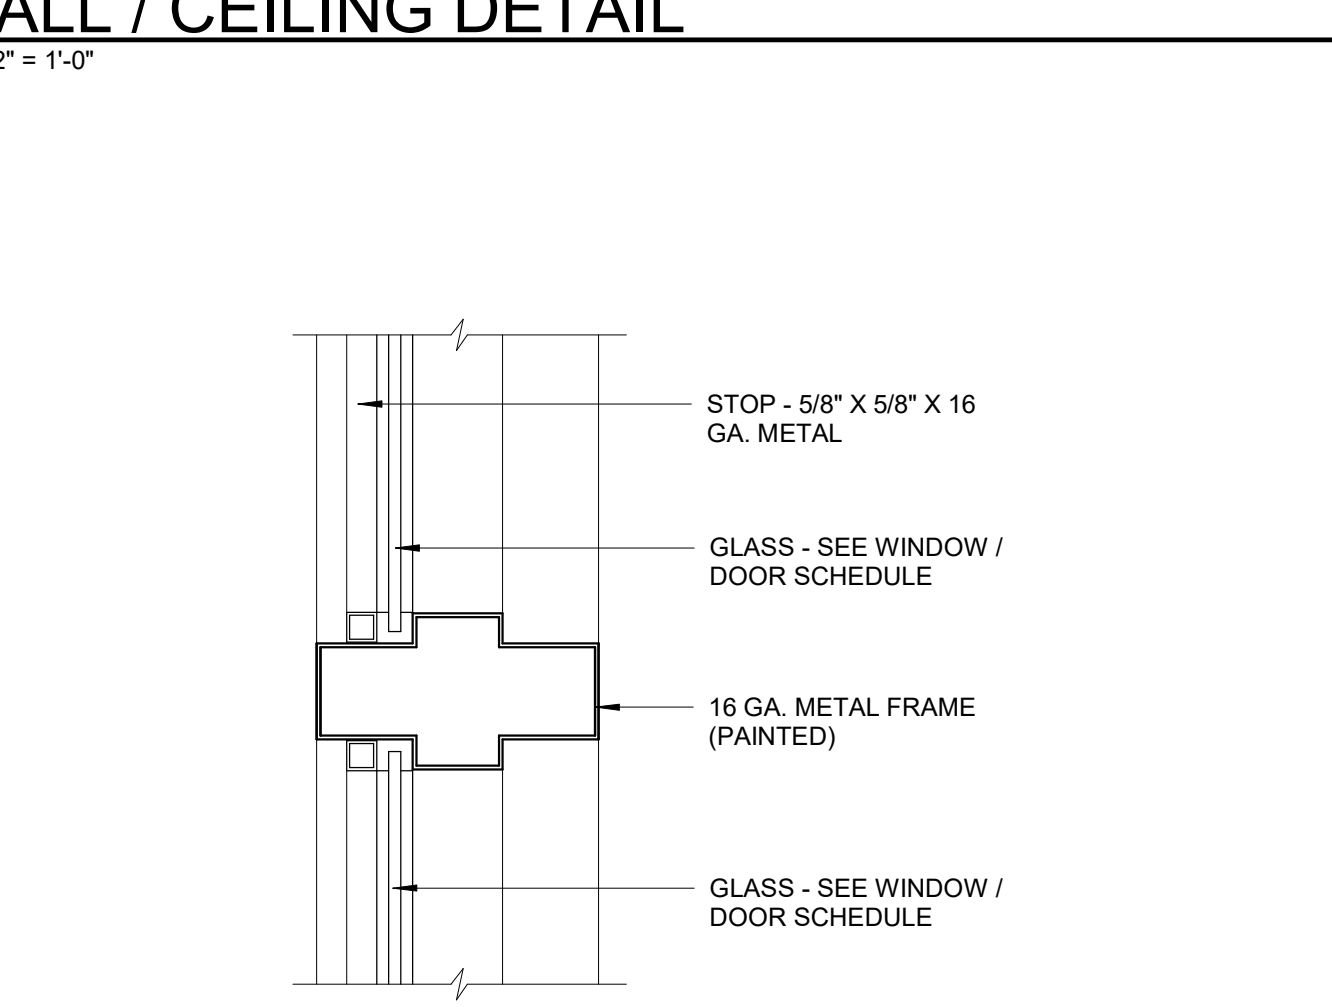 ALL / CEILING DETAIL
2" = 1'-0"
STOP - 5/8" X 5/8" X 16
GA. METAL
GLASS - SEE WINDOW /
DOOR SCHEDULE
16 GA. METAL FRAME
(PAINTED)
GLASS - SEE WINDOW /
DOOR SCHEDULE